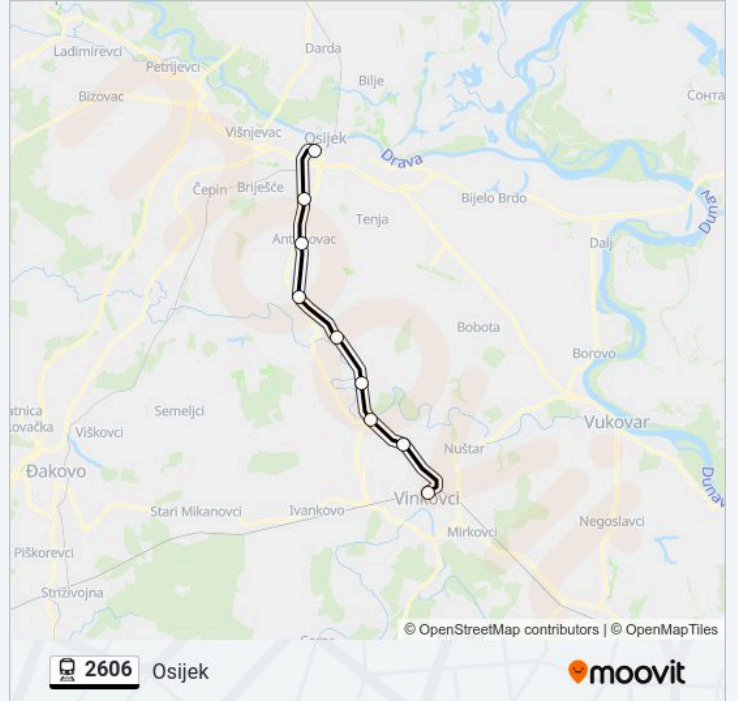 Darda
Ladimirevci
Petrijevci
Bilje
Bizovac
Сонта
Višnjevac
Osijek
Drava
Čepin
Briješće
Bijelo Brdo
Dunav
Tenja
Dalj
Bobota
Borovo
Semeljci
Vukovar
Viškovci
Nuštar
Đakovo
Dunav
Vinkovci
Stari Mikanovci
Ivankovo
Negoslavci
Mirkovci
Piškorevci
Strizivojna
© OpenStreetMap contributors | © OpenMapTiles
2606 Osijek
moovit